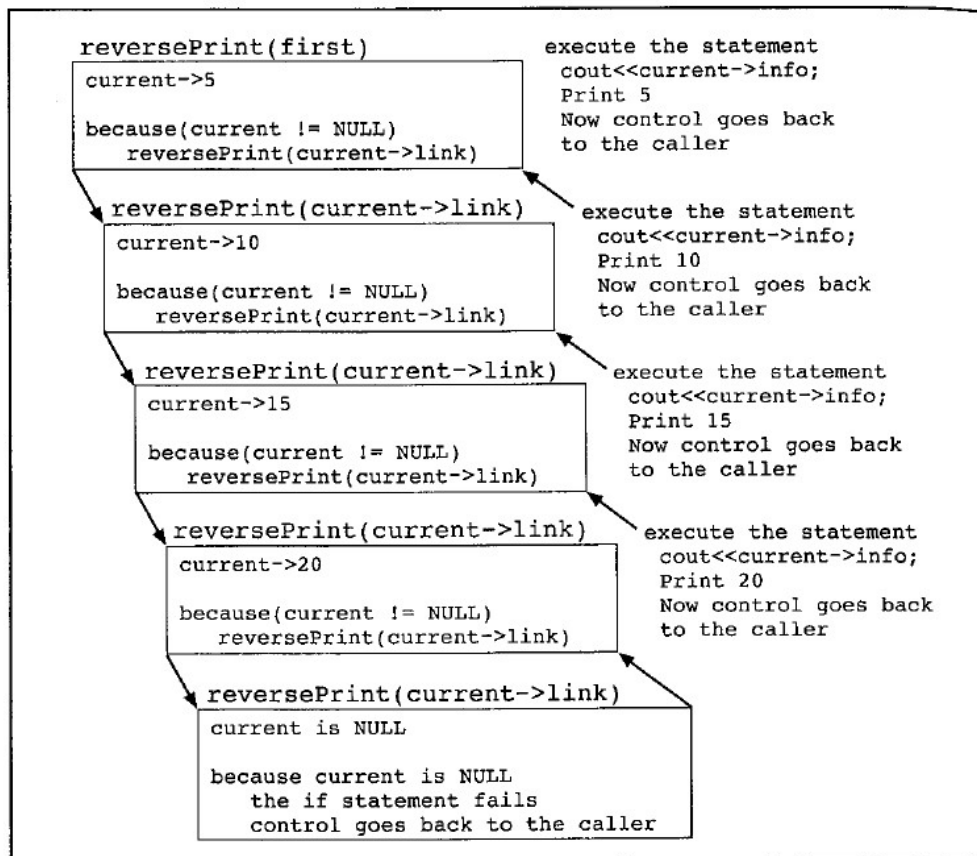 reversePrint(first)
current->5
because(current != NULL)
reversePrint(current->link)
execute the statement
cout<<current->info;
Print 5
Now control goes back
to the caller
reversePrint(current->link)
current->10
because(current != NULL)
reversePrint(current->link)
execute the statement
cout<<current->info;
Print 10
Now control goes back
to the caller
reversePrint(current->link)
current->15
because(current != NULL)
reversePrint(current->link)
execute the statement
cout<<current->info;
Print 15
Now control goes back
to the caller
reversePrint(current->link)
current->20
because(current != NULL)
reversePrint(current->link)
execute the statement
cout<<current->info;
Print 20
Now control goes back
to the caller
reversePrint(current->link)
current is NULL
because current is NULL
the if statement fails
control goes back to the caller